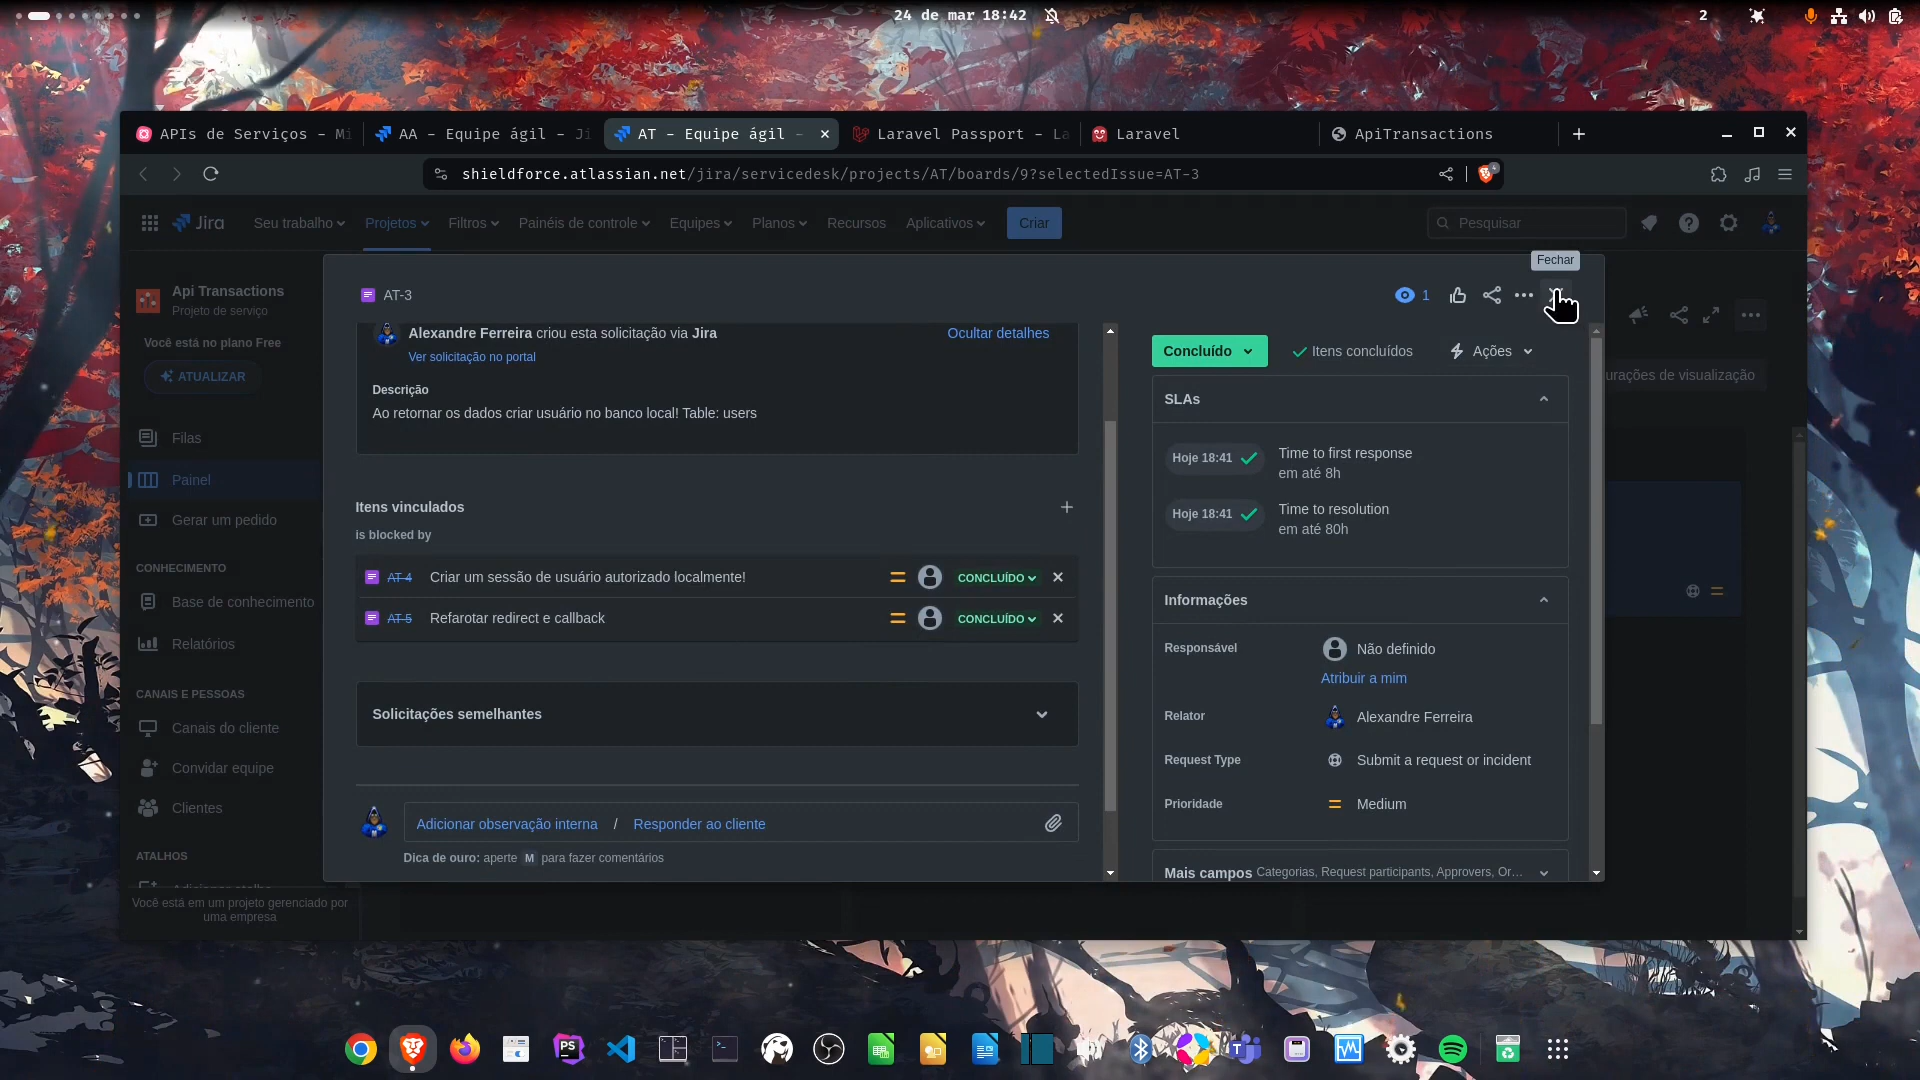 24 de mar 18:42
2
APIs de Serviços - Mi
AA - Equipe ágil - Ji
AT - Equipe ágil -
Laravel Passport - La
Laravel
ApiTransactions
shieldforce.atlassian.net/jira/servicedesk/projects/AT/boards/9?selectedIssue=AT-3
Jira
Seu trabalho
Projetos
Filtros
Painéis de controle
Equipes
Planos
Recursos
Aplicativos
Criar
Pesquisar
Fechar
Api Transactions
Projeto de serviço
Você está no plano Free
ATUALIZAR
Filas
Painel
Gerar um pedido
CONHECIMENTO
Base de conhecimento
Relatórios
CANAIS E PESSOAS
Canais do cliente
Convidar equipe
Clientes
ATALHOS
Adicionar atalho
Você está em um projeto gerenciado por
uma empresa
AT-3
1
Alexandre Ferreira criou esta solicitação via Jira
Ocultar detalhes
Ver solicitação no portal
Descrição
Ao retornar os dados criar usuário no banco local! Table: users
Itens vinculados
is blocked by
AT-4 Criar um sessão de usuário autorizado localmente! CONCLUÍDO
AT-5 Refarotar redirect e callback CONCLUÍDO
Solicitações semelhantes
Adicionar observação interna / Responder ao cliente
Dica de ouro: aperte M para fazer comentários
Concluído
Itens concluídos
Ações
SLAs
Hoje 18:41
Time to first response
em até 8h
Hoje 18:41
Time to resolution
em até 80h
Informações
Responsável
Não definido
Atribuir a mim
Relator
Alexandre Ferreira
Request Type
Submit a request or incident
Prioridade
Medium
Mais campos Categorias, Request participants, Approvers, Or...
urações de visualização
PS